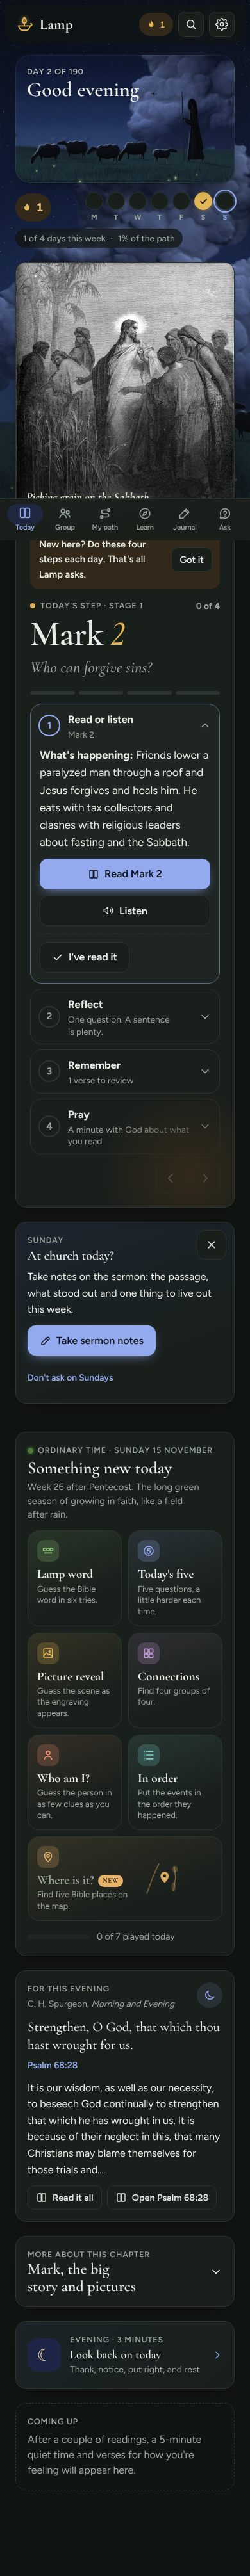 Lamp
1
DAY 2 OF 190
Good evening
1
M T W T F S S
1 of 4 days this week · 1% of the path
Picking grain on the Sabbath
Today Group My path Learn Journal Ask
New here? Do these four
steps each day. That's all
Lamp asks.
Got it
TODAY'S STEP · STAGE 1
0 of 4
Mark 2
Who can forgive sins?
1
Read or listen
Mark 2
What's happening: Friends lower a
paralyzed man through a roof and
Jesus forgives and heals him. He
eats with tax collectors and
clashes with religious leaders
about fasting and the Sabbath.
Read Mark 2
Listen
I've read it
2
Reflect
One question. A sentence
is plenty.
3
Remember
1 verse to review
4
Pray
A minute with God about what
you read
SUNDAY
At church today?
Take notes on the sermon: the passage,
what stood out and one thing to live out
this week.
Take sermon notes
Don't ask on Sundays
ORDINARY TIME · SUNDAY 15 NOVEMBER
Something new today
Week 26 after Pentecost. The long green
season of growing in faith, like a field
after rain.
Lamp word
Guess the Bible
word in six tries.
Today's five
Five questions, a
little harder each
time.
Picture reveal
Guess the scene as
the engraving
appears.
Connections
Find four groups of
four.
Who am I?
Guess the person in
as few clues as you
can.
In order
Put the events in
the order they
happened.
Where is it? NEW
Find five Bible places on
the map.
0 of 7 played today
FOR THIS EVENING
C. H. Spurgeon, Morning and Evening
Strengthen, O God, that which thou
hast wrought for us.
Psalm 68:28
It is our wisdom, as well as our necessity,
to beseech God continually to strengthen
that which he has wrought in us. It is
because of their neglect in this, that many
Christians may blame themselves for
those trials and…
Read it all
Open Psalm 68:28
MORE ABOUT THIS CHAPTER
Mark, the big
story and pictures
EVENING · 3 MINUTES
Look back on today
Thank, notice, put right, and rest
COMING UP
After a couple of readings, a 5-minute
quiet time and verses for how you're
feeling will appear here.